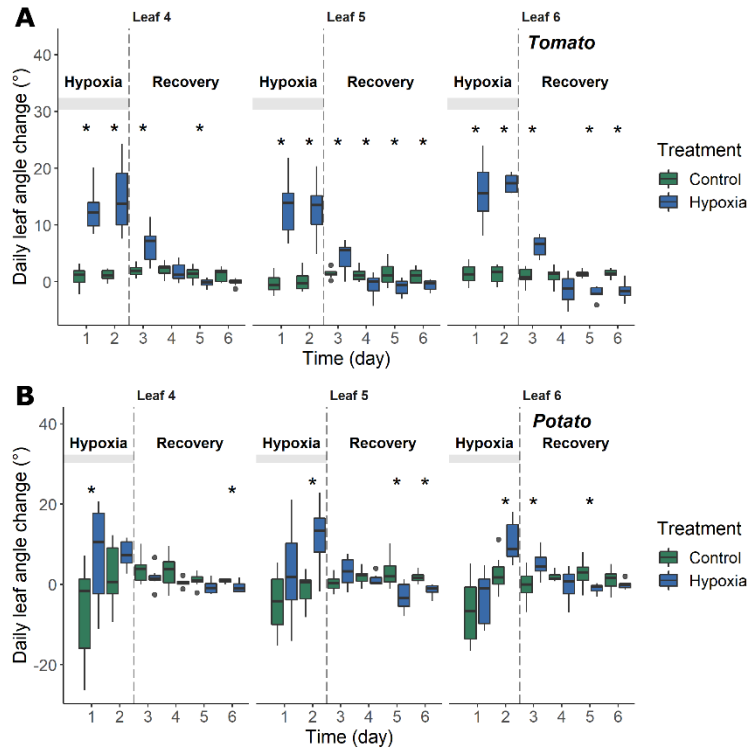 A
Leaf 4 Leaf 5 Leaf 6
Tomato
Hypoxia Recovery Hypoxia Recovery Hypoxia Recovery
* * * * * * * * * * * * * * *
Daily leaf angle change (°)
40
30
20
10
0
1 2 3 4 5 6 1 2 3 4 5 6 1 2 3 4 5 6
Time (day)
Treatment
Control
Hypoxia
B
Leaf 4 Leaf 5 Leaf 6
Potato
Hypoxia Recovery Hypoxia Recovery Hypoxia Recovery
* * * * * * * *
Daily leaf angle change (°)
40
20
0
-20
1 2 3 4 5 6 1 2 3 4 5 6 1 2 3 4 5 6
Time (day)
Treatment
Control
Hypoxia